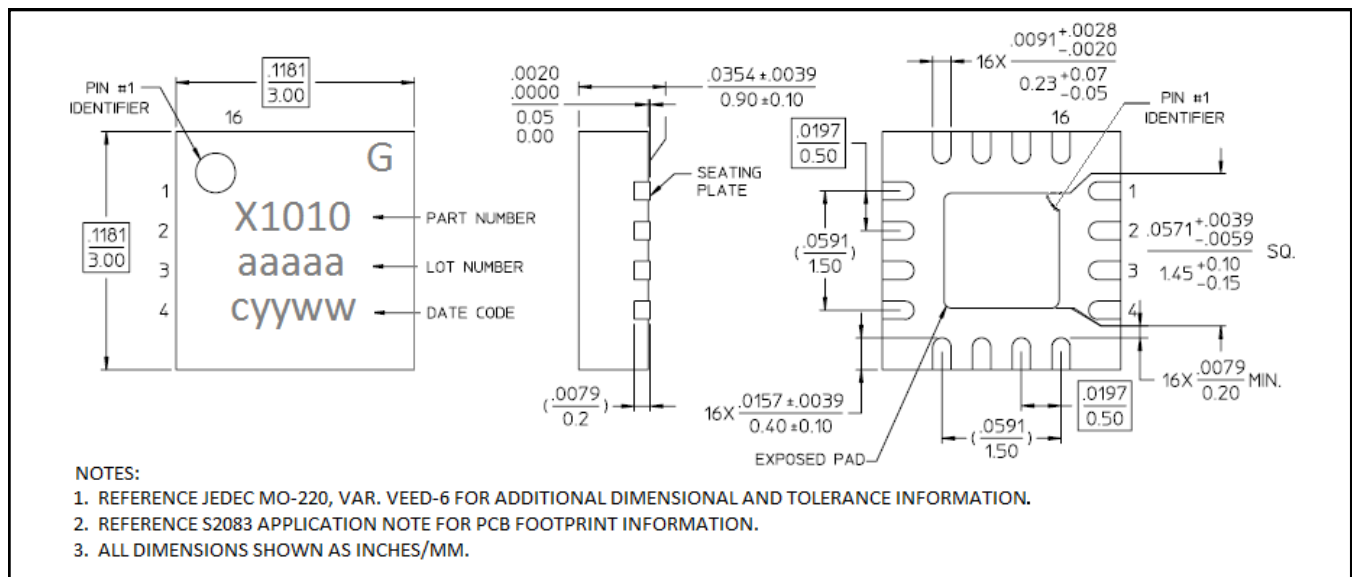 PIN #1
IDENTIFIER
.1181
3.00
16
.1181
3.00
1
2
3
4
G
X1010
aaaaa
cyyww
PART NUMBER
LOT NUMBER
DATE CODE
.0020
.0000
0.05
0.00
.0354 ±.0039
0.90 ±0.10
SEATING
PLATE
(.0079)
0.2
16X .0091 +.0028 -.0020
0.23 +0.07 -0.05
PIN #1
IDENTIFIER
16
.0197
0.50
(.0591)
1.50
1
2
3
4
.0571 +.0039 -.0059 SQ.
1.45 +0.10 -0.15
16X .0157 ±.0039
0.40 ±0.10
16X .0079 MIN.
0.20
.0197
0.50
(.0591)
1.50
EXPOSED PAD
NOTES:
1. REFERENCE JEDEC MO-220, VAR. VEED-6 FOR ADDITIONAL DIMENSIONAL AND TOLERANCE INFORMATION.
2. REFERENCE S2083 APPLICATION NOTE FOR PCB FOOTPRINT INFORMATION.
3. ALL DIMENSIONS SHOWN AS INCHES/MM.